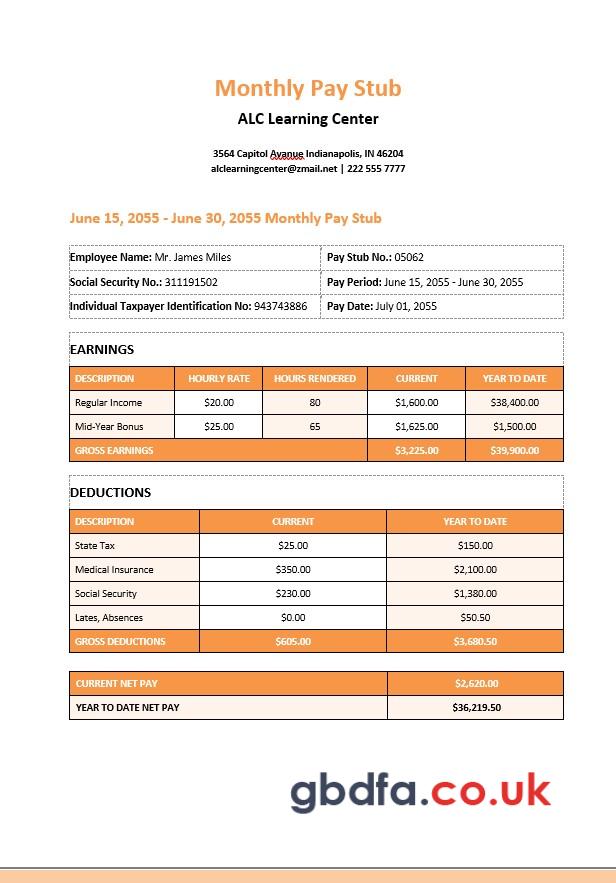 Monthly Pay Stub
ALC Learning Center
3564 Capitol Avanue Indianapolis, IN 46204
alclearningcenter@zmail.net | 222 555 7777
June 15, 2055 - June 30, 2055 Monthly Pay Stub
Employee Name: Mr. James Miles Pay Stub No.: 05062
Social Security No.: 311191502 Pay Period: June 15, 2055 - June 30, 2055
Individual Taxpayer Identification No: 943743886 Pay Date: July 01, 2055
EARNINGS
DESCRIPTION HOURLY RATE HOURS RENDERED CURRENT YEAR TO DATE
Regular Income $20.00 80 $1,600.00 $38,400.00
Mid-Year Bonus $25.00 65 $1,625.00 $1,500.00
GROSS EARNINGS $3,225.00 $39,900.00
DEDUCTIONS
DESCRIPTION CURRENT YEAR TO DATE
State Tax $25.00 $150.00
Medical Insurance $350.00 $2,100.00
Social Security $230.00 $1,380.00
Lates, Absences $0.00 $50.50
GROSS DEDUCTIONS $605.00 $3,680.50
CURRENT NET PAY $2,620.00
YEAR TO DATE NET PAY $36,219.50
gbdfa.co.uk